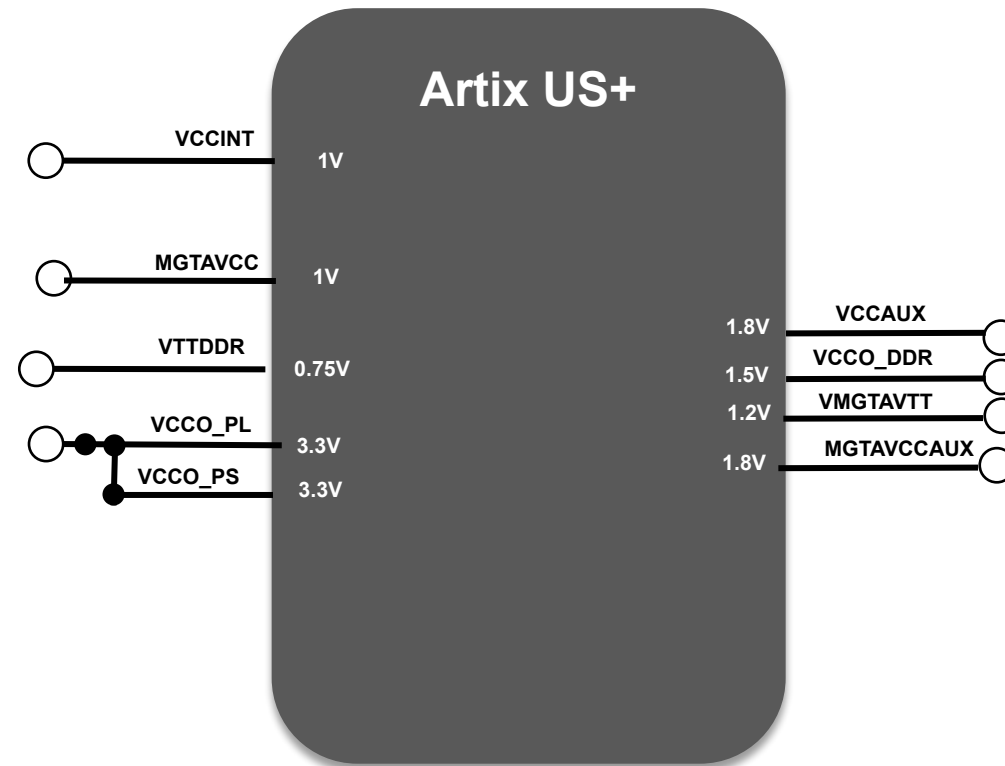 Artix US+
VCCINT
1V
MGTAVCC
1V
VTTDDR
0.75V
VCCO_PL
3.3V
VCCO_PS
3.3V
1.8V
VCCAUX
1.5V
VCCO_DDR
1.2V
VMGTAVTT
1.8V
MGTAVCCAUX